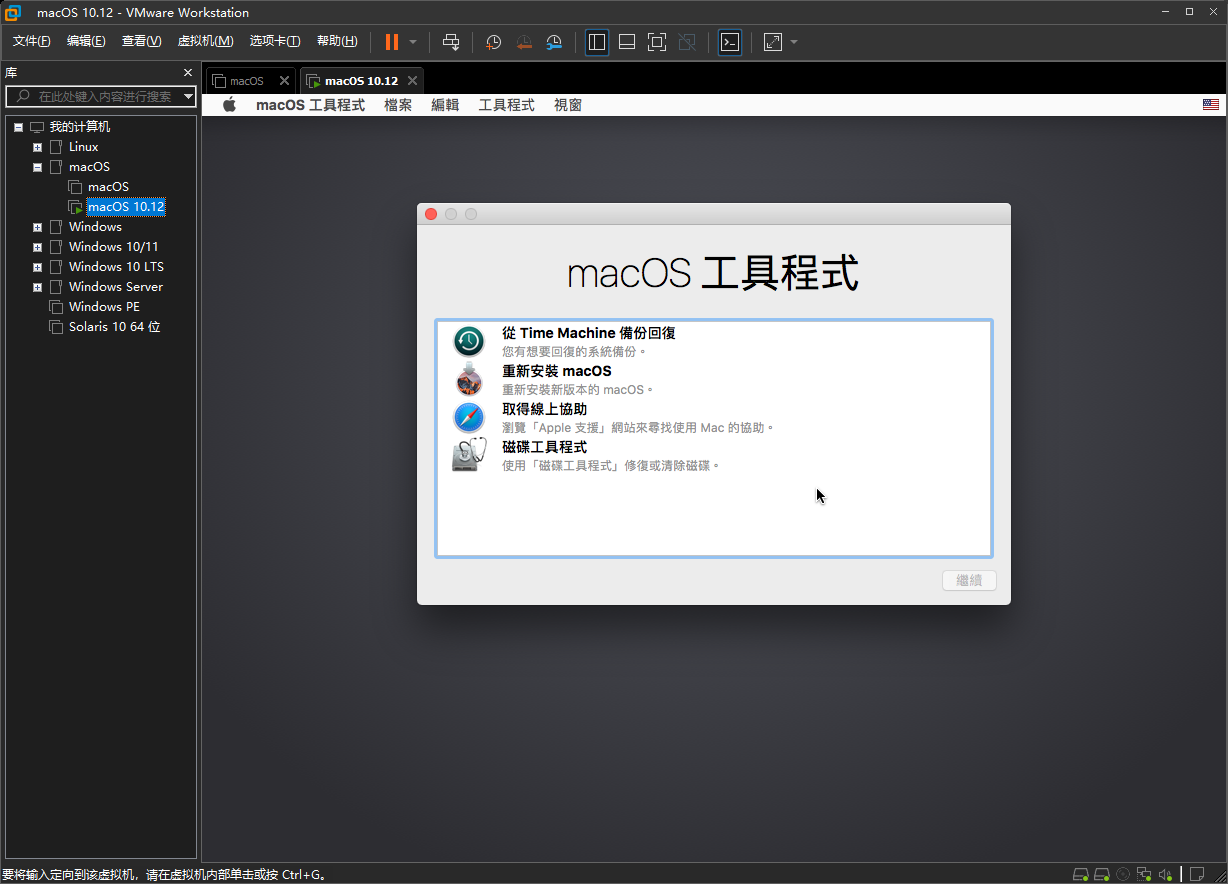 macOS 10.12 - VMware Workstation
文件(F) 编辑(E) 查看(V) 虚拟机(M) 选项卡(T) 帮助(H)
库
在此处键入内容进行搜索
我的计算机
Linux
macOS
macOS
macOS 10.12
Windows
Windows 10/11
Windows 10 LTS
Windows Server
Windows PE
Solaris 10 64 位
macOS
macOS 10.12
macOS 工具程式 檔案 編輯 工具程式 視窗
macOS 工具程式
從 Time Machine 備份回復
您有想要回復的系統備份。
重新安裝 macOS
重新安裝新版本的 macOS。
取得線上協助
瀏覽「Apple 支援」網站來尋找使用 Mac 的協助。
磁碟工具程式
使用「磁碟工具程式」修復或清除磁碟。
繼續
要将输入定向到该虚拟机，请在虚拟机内部单击或按 Ctrl+G。